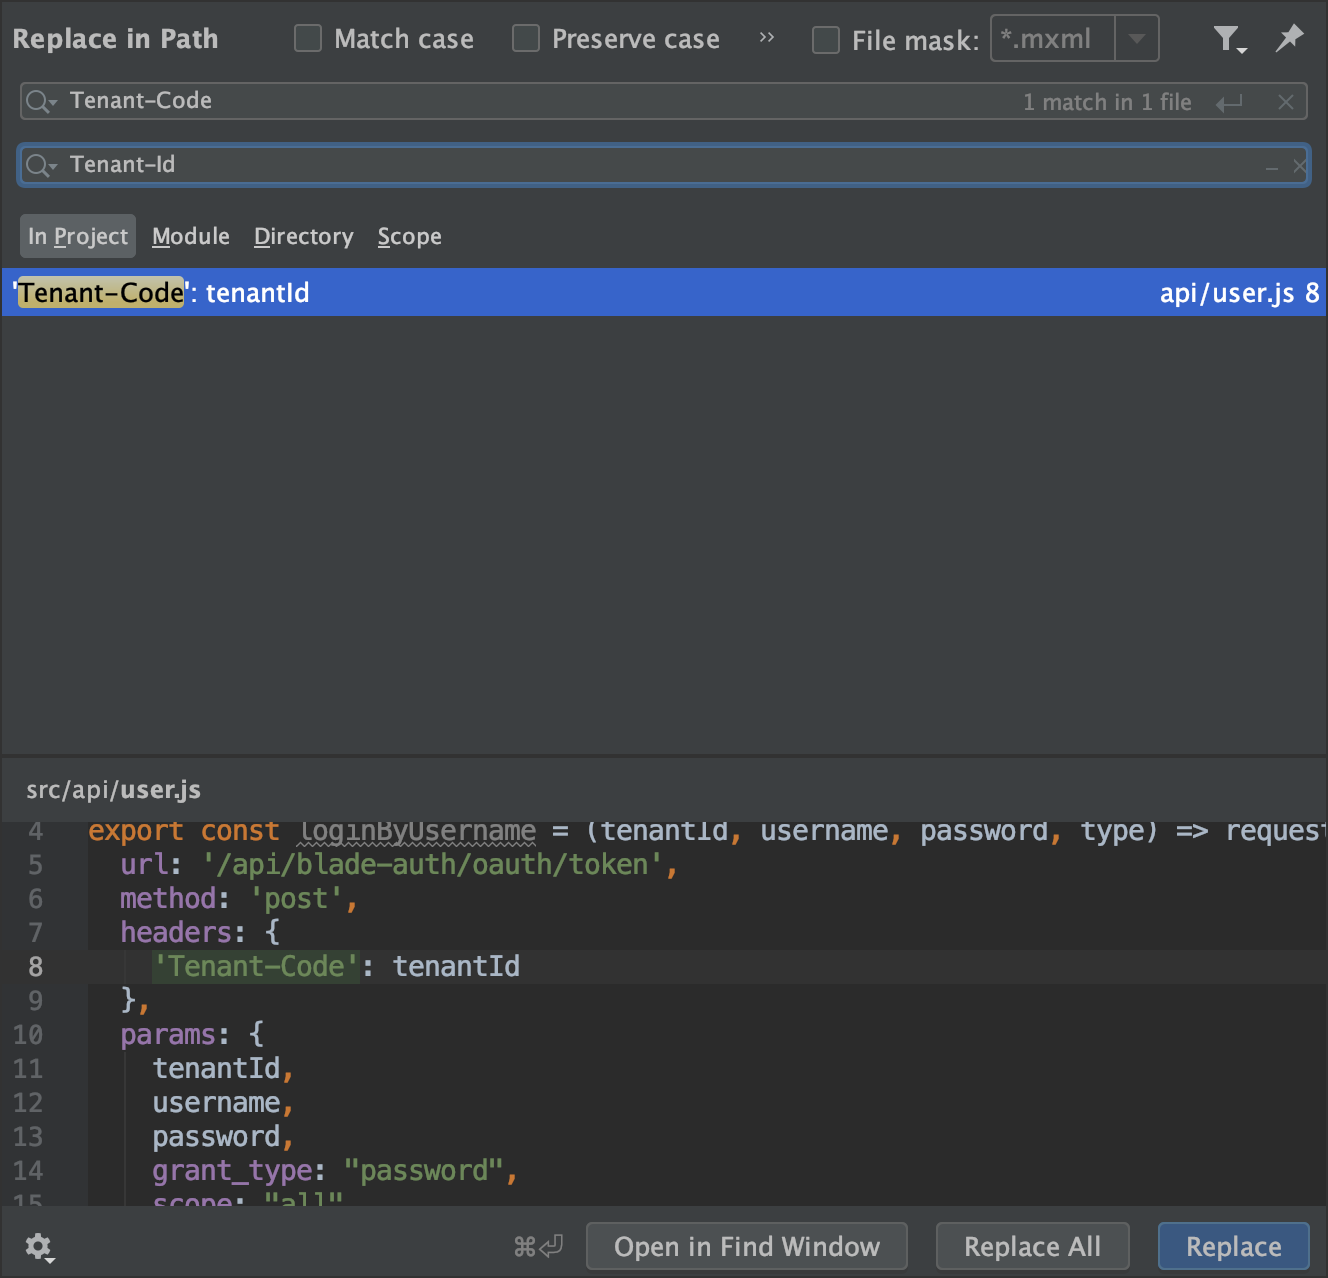 Replace in Path Match case Preserve case » File mask: *.mxml
Tenant-Code 1 match in 1 file
Tenant-Id
In Project Module Directory Scope
'Tenant-Code': tenantId api/user.js 8
src/api/user.js
4 export const loginByUsername = (tenantId, username, password, type) => request
5 url: '/api/blade-auth/oauth/token',
6 method: 'post',
7 headers: {
8 'Tenant-Code': tenantId
9 },
10 params: {
11 tenantId,
12 username,
13 password,
14 grant_type: "password",
15 scope: "all"
⌘⏎ Open in Find Window Replace All Replace